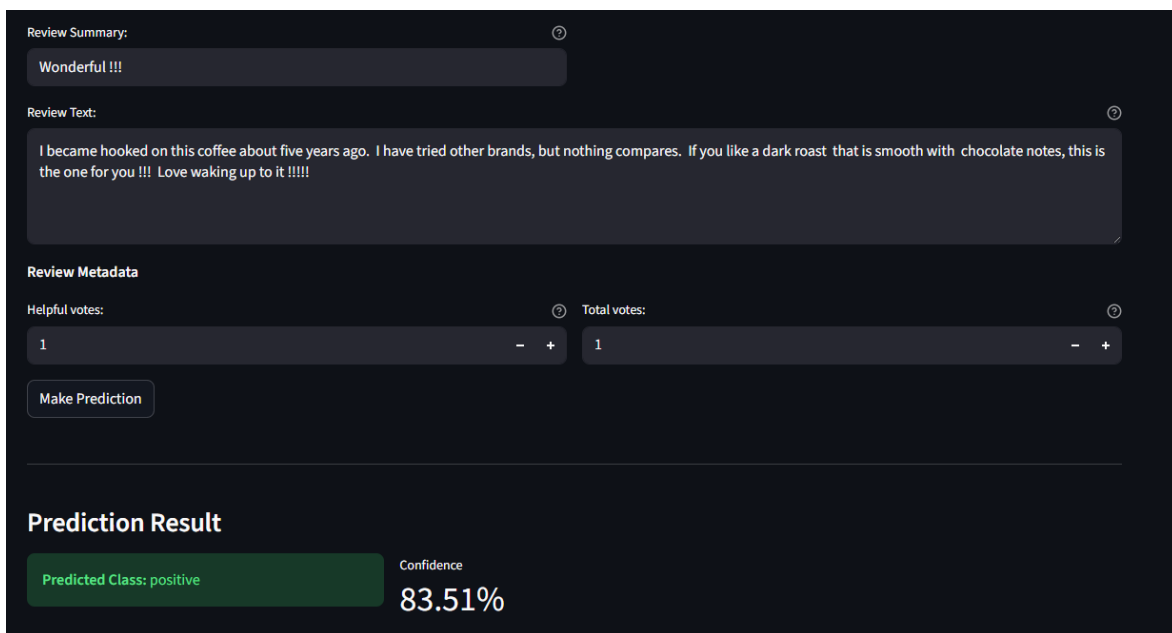 Review Summary:
Wonderful !!!
Review Text:
I became hooked on this coffee about five years ago.  I have tried other brands, but nothing compares.  If you like a dark roast  that is smooth with  chocolate notes, this is
the one for you !!!  Love waking up to it !!!!!
Review Metadata
Helpful votes:
Total votes:
1 − +
1 − +
Make Prediction
Prediction Result
Predicted Class: positive
Confidence
83.51%